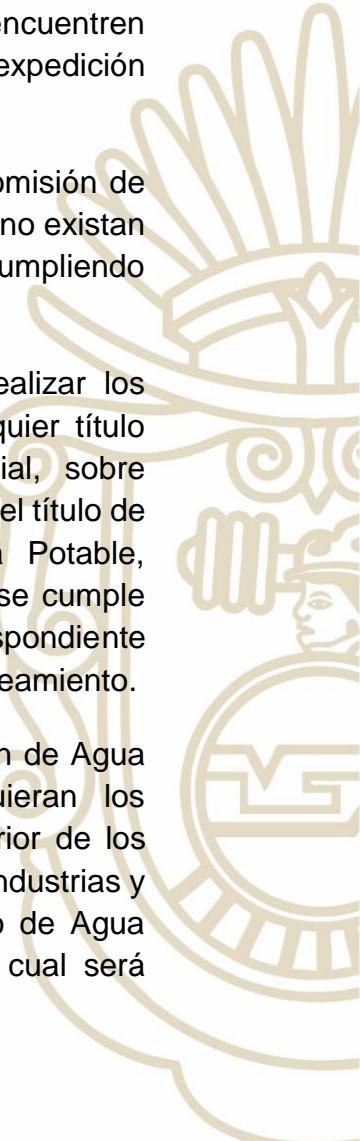 encuentren
expedición
omisión de
no existan
umpliendo
ealizar los
quier título
ial, sobre
el título de
Potable,
se cumple
spondiente
eamiento.
n de Agua
uieran los
rior de los
ndustrias y
o de Agua
cual será